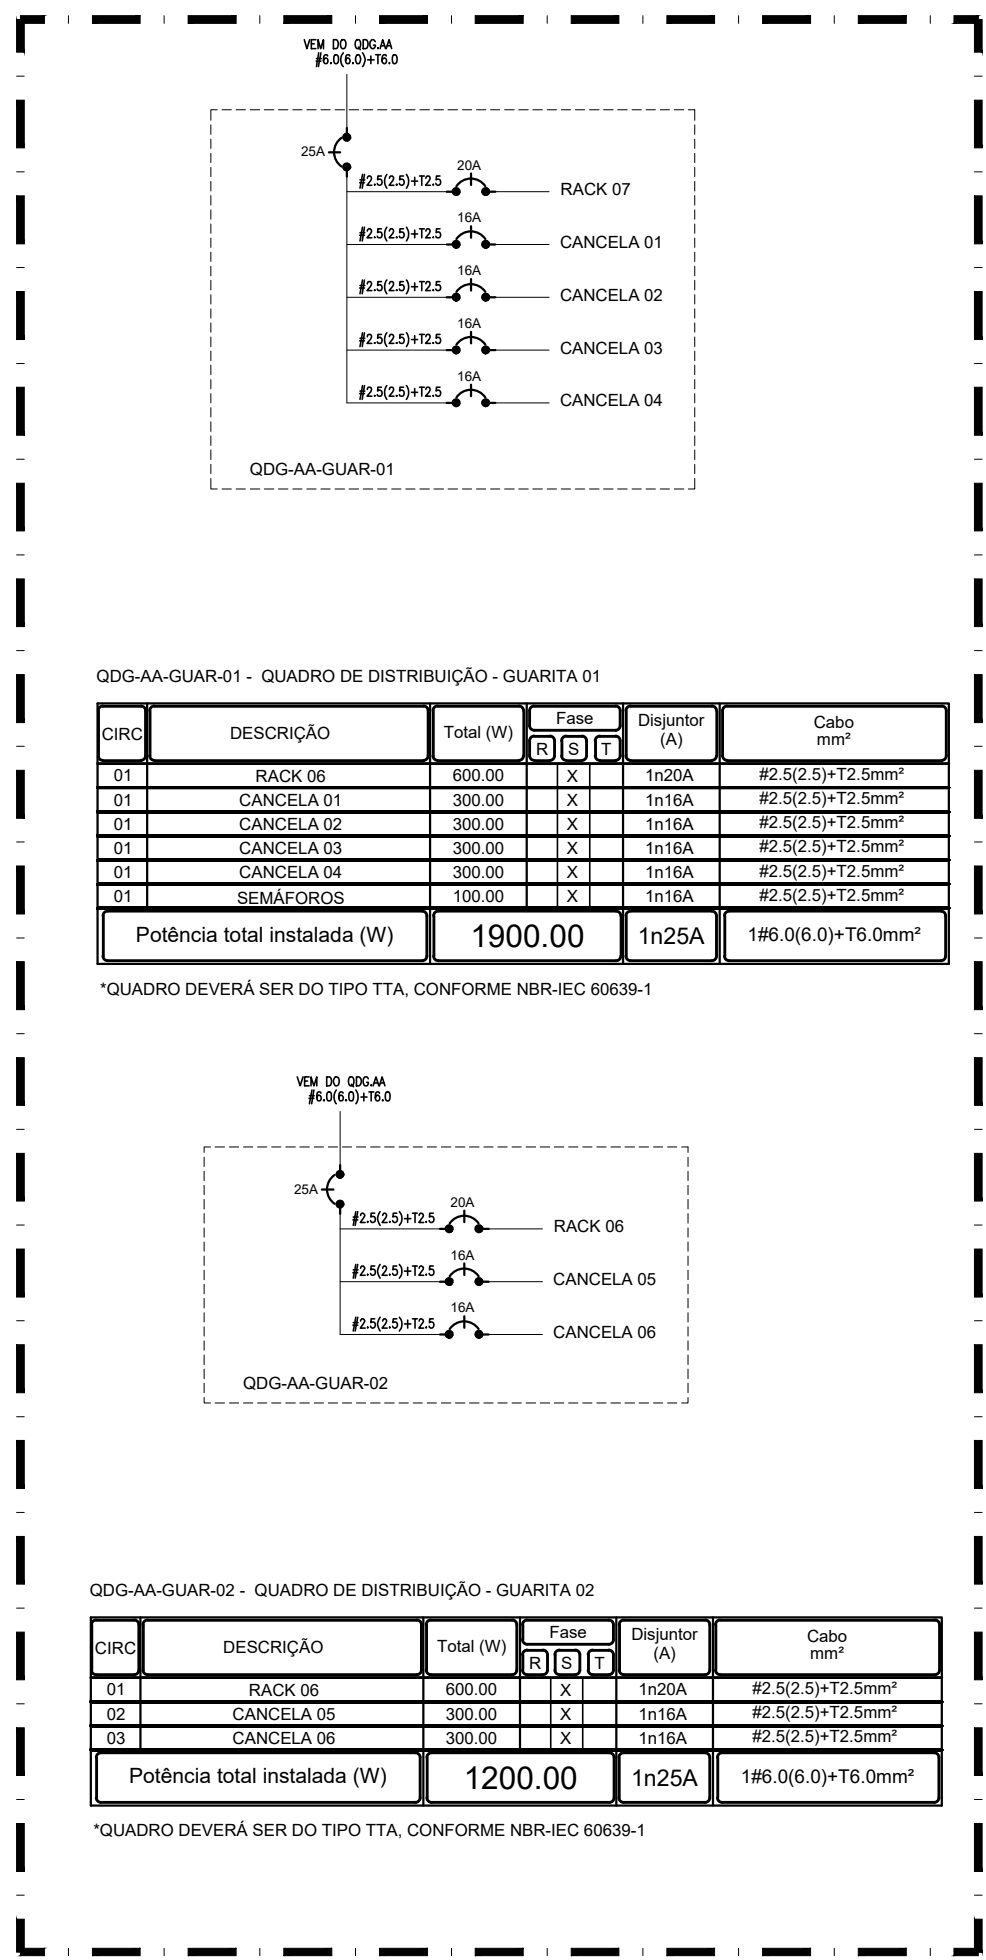 VEM DO QDG.AA
#6.0(6.0)+T6.0
25A
#2.5(2.5)+T2.5 20A RACK 07
#2.5(2.5)+T2.5 16A CANCELA 01
#2.5(2.5)+T2.5 16A CANCELA 02
#2.5(2.5)+T2.5 16A CANCELA 03
#2.5(2.5)+T2.5 16A CANCELA 04
QDG-AA-GUAR-01
QDG-AA-GUAR-01 - QUADRO DE DISTRIBUIÇÃO - GUARITA 01
CIRC DESCRIÇÃO Total (W) Fase R S T Disjuntor (A) Cabo mm²
01 RACK 06 600.00 X 1n20A #2.5(2.5)+T2.5mm²
01 CANCELA 01 300.00 X 1n16A #2.5(2.5)+T2.5mm²
01 CANCELA 02 300.00 X 1n16A #2.5(2.5)+T2.5mm²
01 CANCELA 03 300.00 X 1n16A #2.5(2.5)+T2.5mm²
01 CANCELA 04 300.00 X 1n16A #2.5(2.5)+T2.5mm²
01 SEMÁFOROS 100.00 X 1n16A #2.5(2.5)+T2.5mm²
Potência total instalada (W) 1900.00 1n25A 1#6.0(6.0)+T6.0mm²
*QUADRO DEVERÁ SER DO TIPO TTA, CONFORME NBR-IEC 60639-1
VEM DO QDG.AA
#6.0(6.0)+T6.0
25A
#2.5(2.5)+T2.5 20A RACK 06
#2.5(2.5)+T2.5 16A CANCELA 05
#2.5(2.5)+T2.5 16A CANCELA 06
QDG-AA-GUAR-02
QDG-AA-GUAR-02 - QUADRO DE DISTRIBUIÇÃO - GUARITA 02
CIRC DESCRIÇÃO Total (W) Fase R S T Disjuntor (A) Cabo mm²
01 RACK 06 600.00 X 1n20A #2.5(2.5)+T2.5mm²
02 CANCELA 05 300.00 X 1n16A #2.5(2.5)+T2.5mm²
03 CANCELA 06 300.00 X 1n16A #2.5(2.5)+T2.5mm²
Potência total instalada (W) 1200.00 1n25A 1#6.0(6.0)+T6.0mm²
*QUADRO DEVERÁ SER DO TIPO TTA, CONFORME NBR-IEC 60639-1